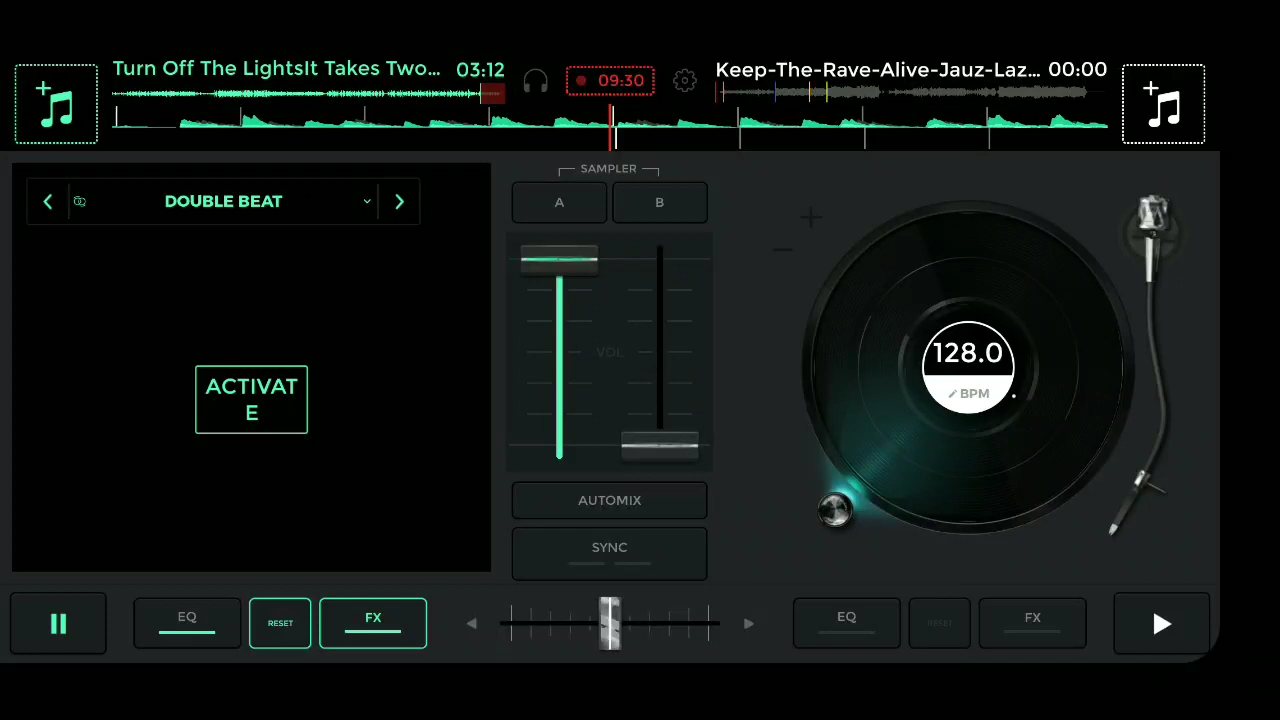 Turn Off The LightsIt Takes Two... 03:12
09:30
Keep-The-Rave-Alive-Jauz-Laz... 00:00
SAMPLER
DOUBLE BEAT
A B
128.0
BPM
VOL
ACTIVAT
E
AUTOMIX
SYNC
EQ RESET FX
EQ RESET FX